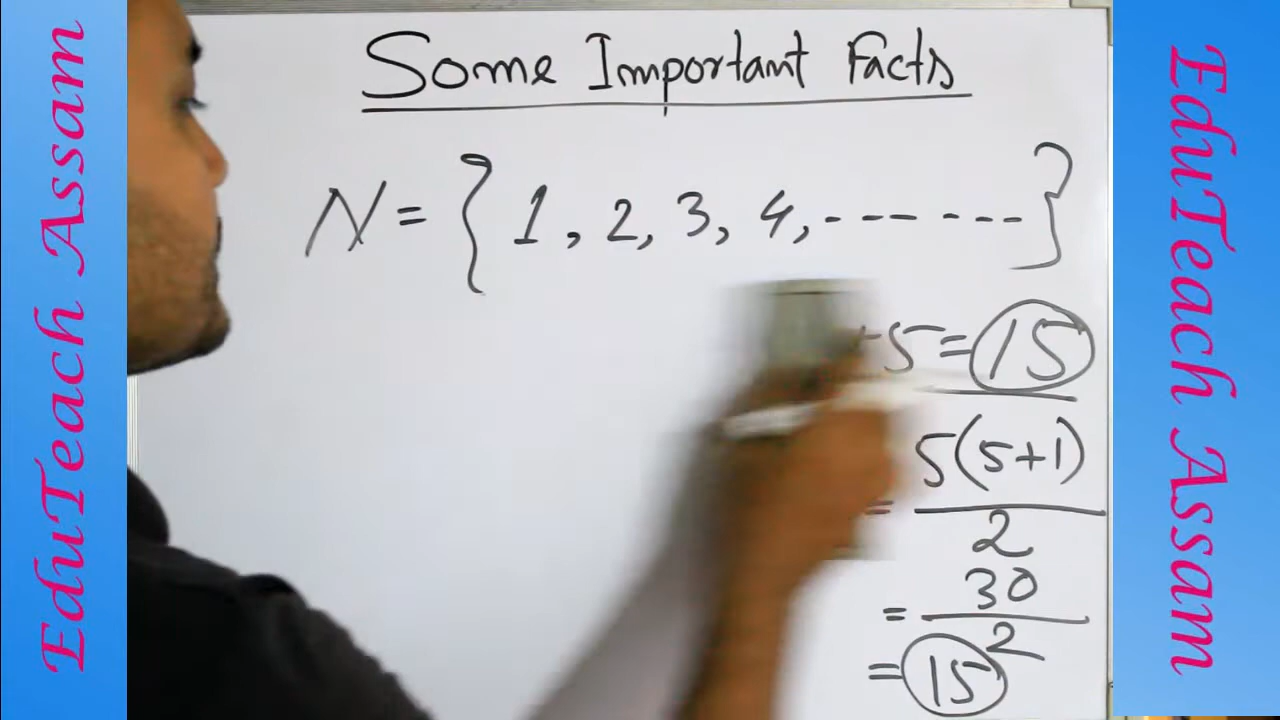 EduTeach Assam
Some Important Facts
N = { 1, 2, 3, 4, - - - - - - }
+5 = 15
= 5(5+1)
2
= 30
2
= 15
EduTeach Assam